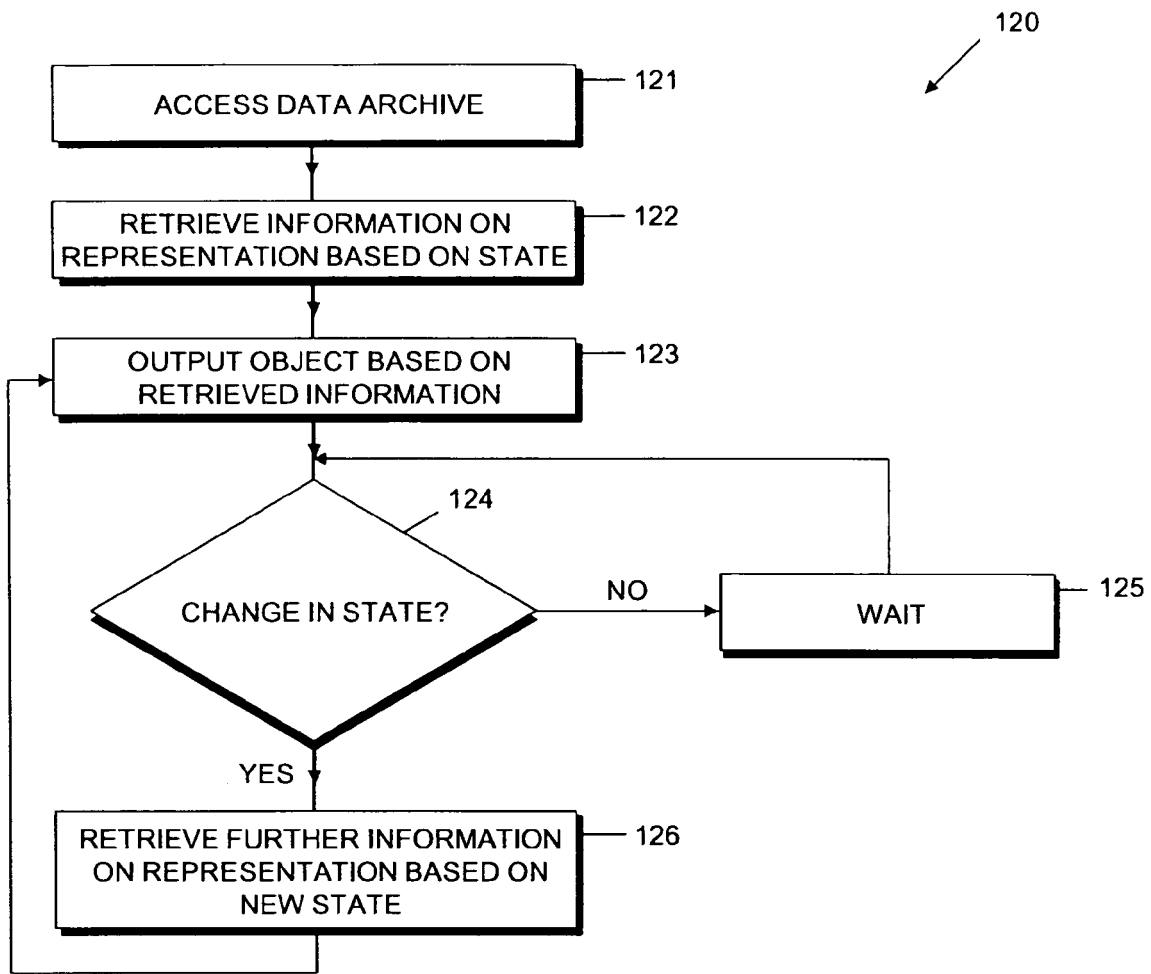 120
ACCESS DATA ARCHIVE
121
RETRIEVE INFORMATION ON
REPRESENTATION BASED ON STATE
122
OUTPUT OBJECT BASED ON
RETRIEVED INFORMATION
123
124
CHANGE IN STATE?
NO
WAIT
125
YES
RETRIEVE FURTHER INFORMATION
ON REPRESENTATION BASED ON
NEW STATE
126